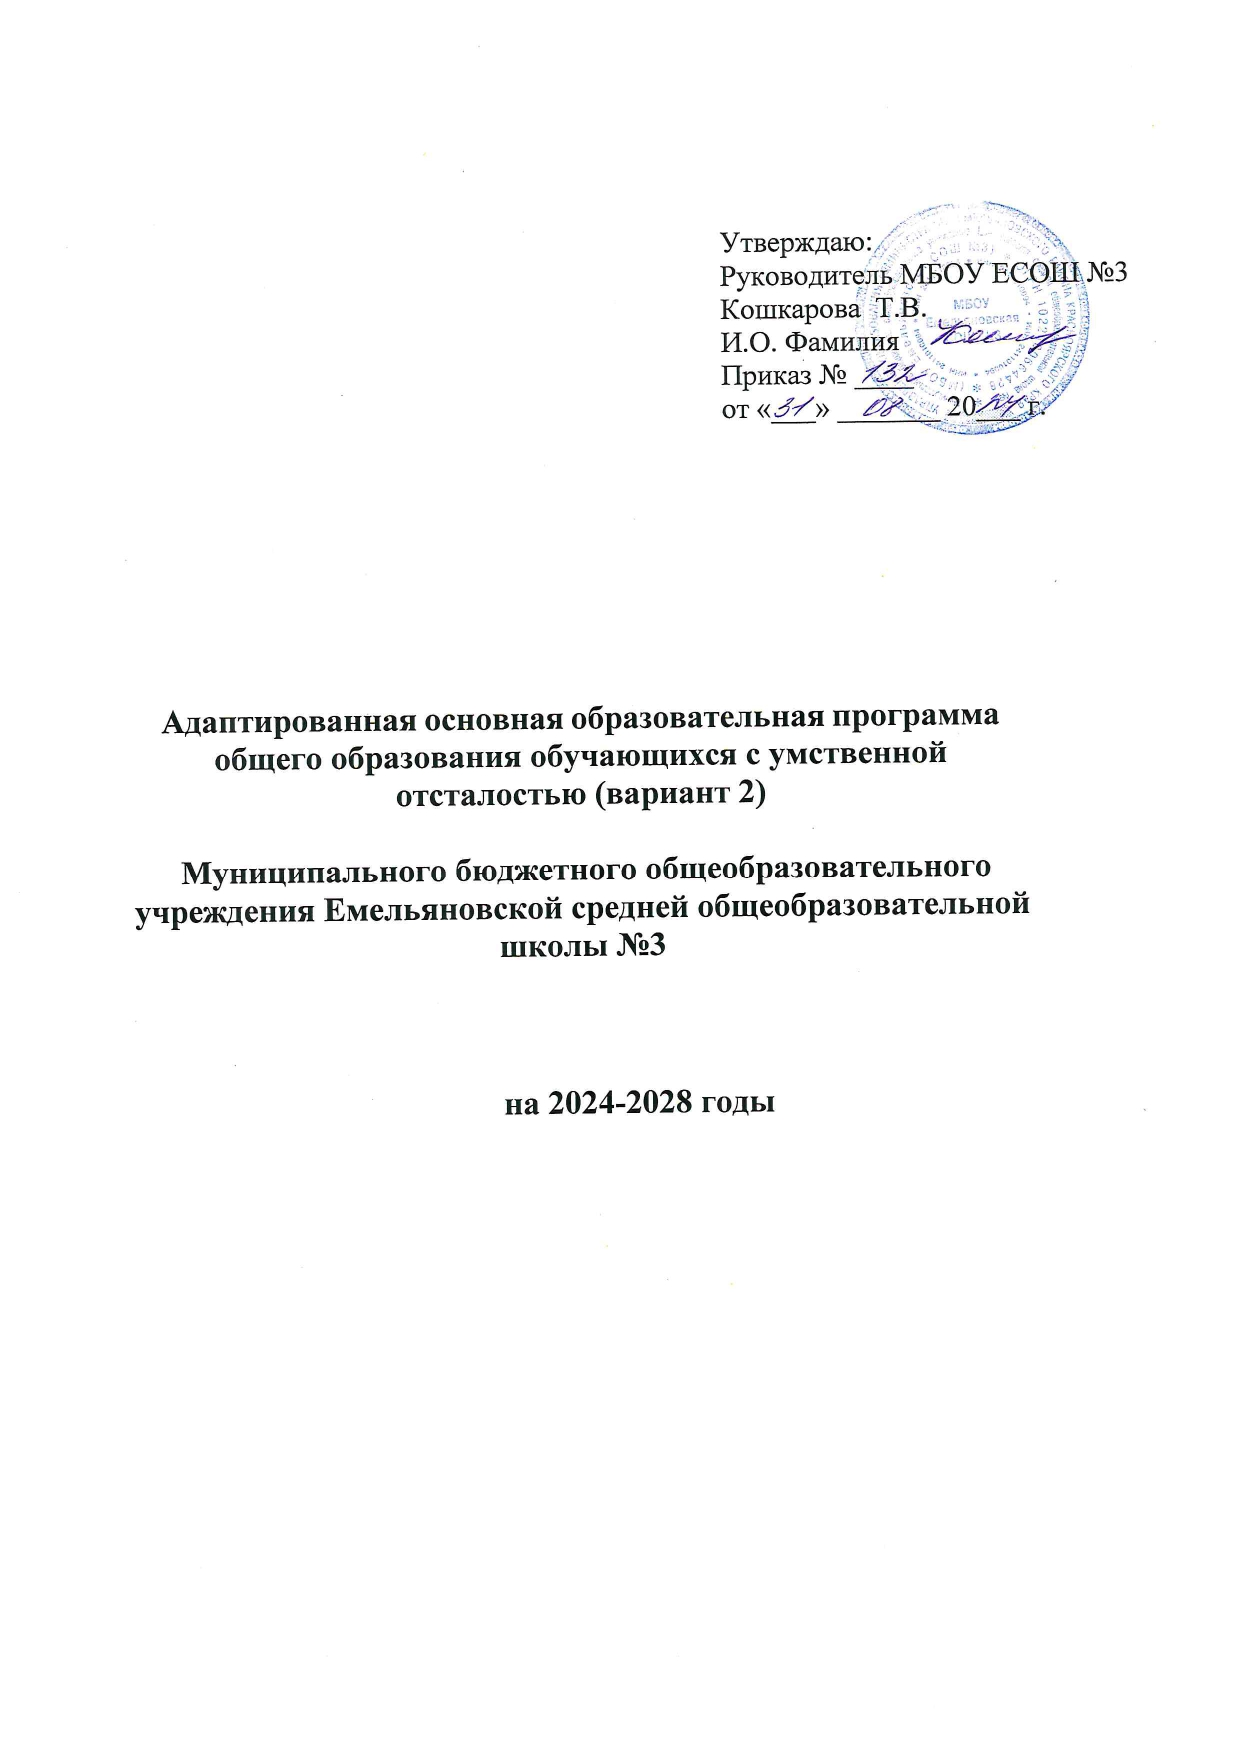 Утверждаю:
Руководитель МБОУ ЕСОШ №3
Кошкарова Т.В.
И.О. Фамилия
Приказ № 132
от «31» 08 2024 г.
МБОУ
Емельяновская
Адаптированная основная образовательная программа
общего образования обучающихся с умственной
отсталостью (вариант 2)
Муниципального бюджетного общеобразовательного
учреждения Емельяновской средней общеобразовательной
школы №3
на 2024-2028 годы